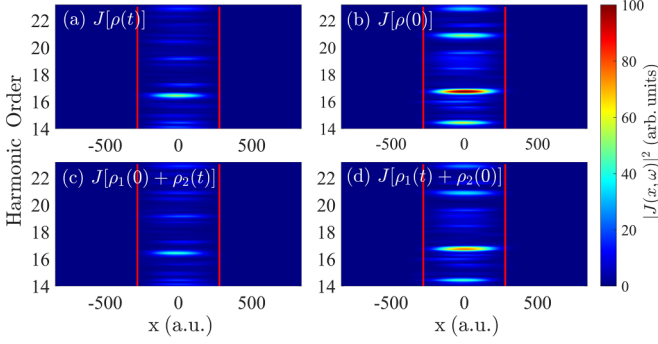 (a) J[ρ(t)]
(b) J[ρ(0)]
22
20
18
16
14
-500 0 500
22
20
18
16
14
-500 0 500
(c) J[ρ₁(0) + ρ₂(t)]
(d) J[ρ₁(t) + ρ₂(0)]
22
20
18
16
14
-500 0 500
x (a.u.)
22
20
18
16
14
-500 0 500
x (a.u.)
Harmonic Order
100
80
60
40
20
0
|J(x, ω)|² (arb. units)